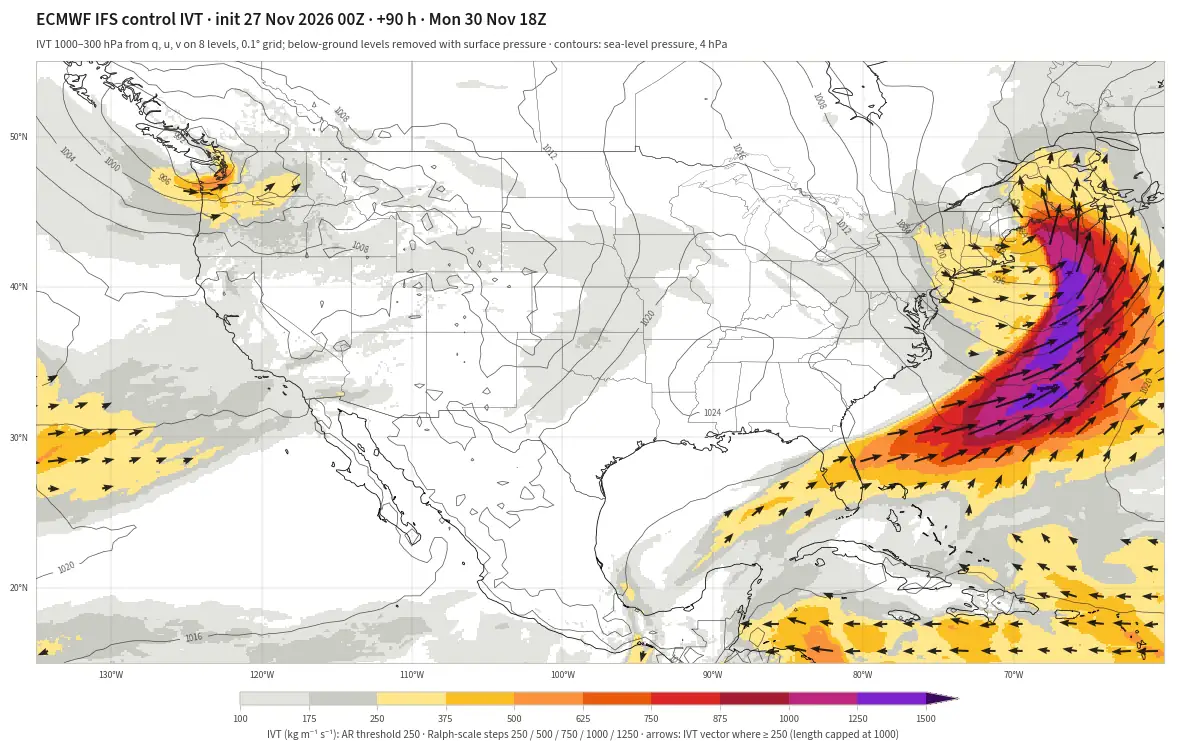 ECMWF IFS control IVT · init 27 Nov 2026 00Z · +90 h · Mon 30 Nov 18Z
IVT 1000–300 hPa from q, u, v on 8 levels, 0.1° grid; below-ground levels removed with surface pressure · contours: sea-level pressure, 4 hPa
1008
1008
50°N
1012
1016
1004
1000
996
1008
1012
1000
40°N
996
1020
1020
1024
30°N
1020
20°N
1016
130°W 120°W 110°W 100°W 90°W 80°W 70°W
100 175 250 375 500 625 750 875 1000 1250 1500
IVT (kg m⁻¹ s⁻¹): AR threshold 250 · Ralph-scale steps 250 / 500 / 750 / 1000 / 1250 · arrows: IVT vector where ≥ 250 (length capped at 1000)